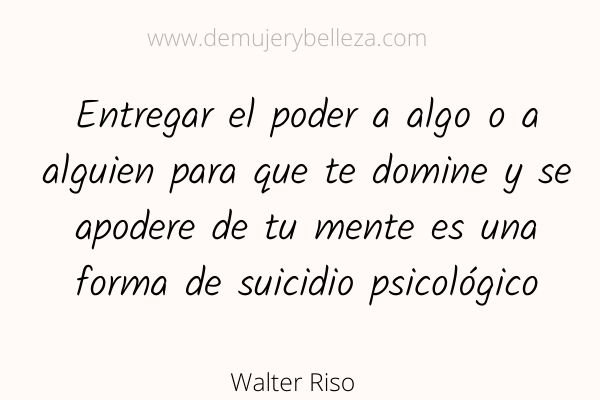 www.demujerybelleza.com
Entregar el poder a algo o a
alguien para que te domine y se
apodere de tu mente es una
forma de suicidio psicológico
Walter Riso